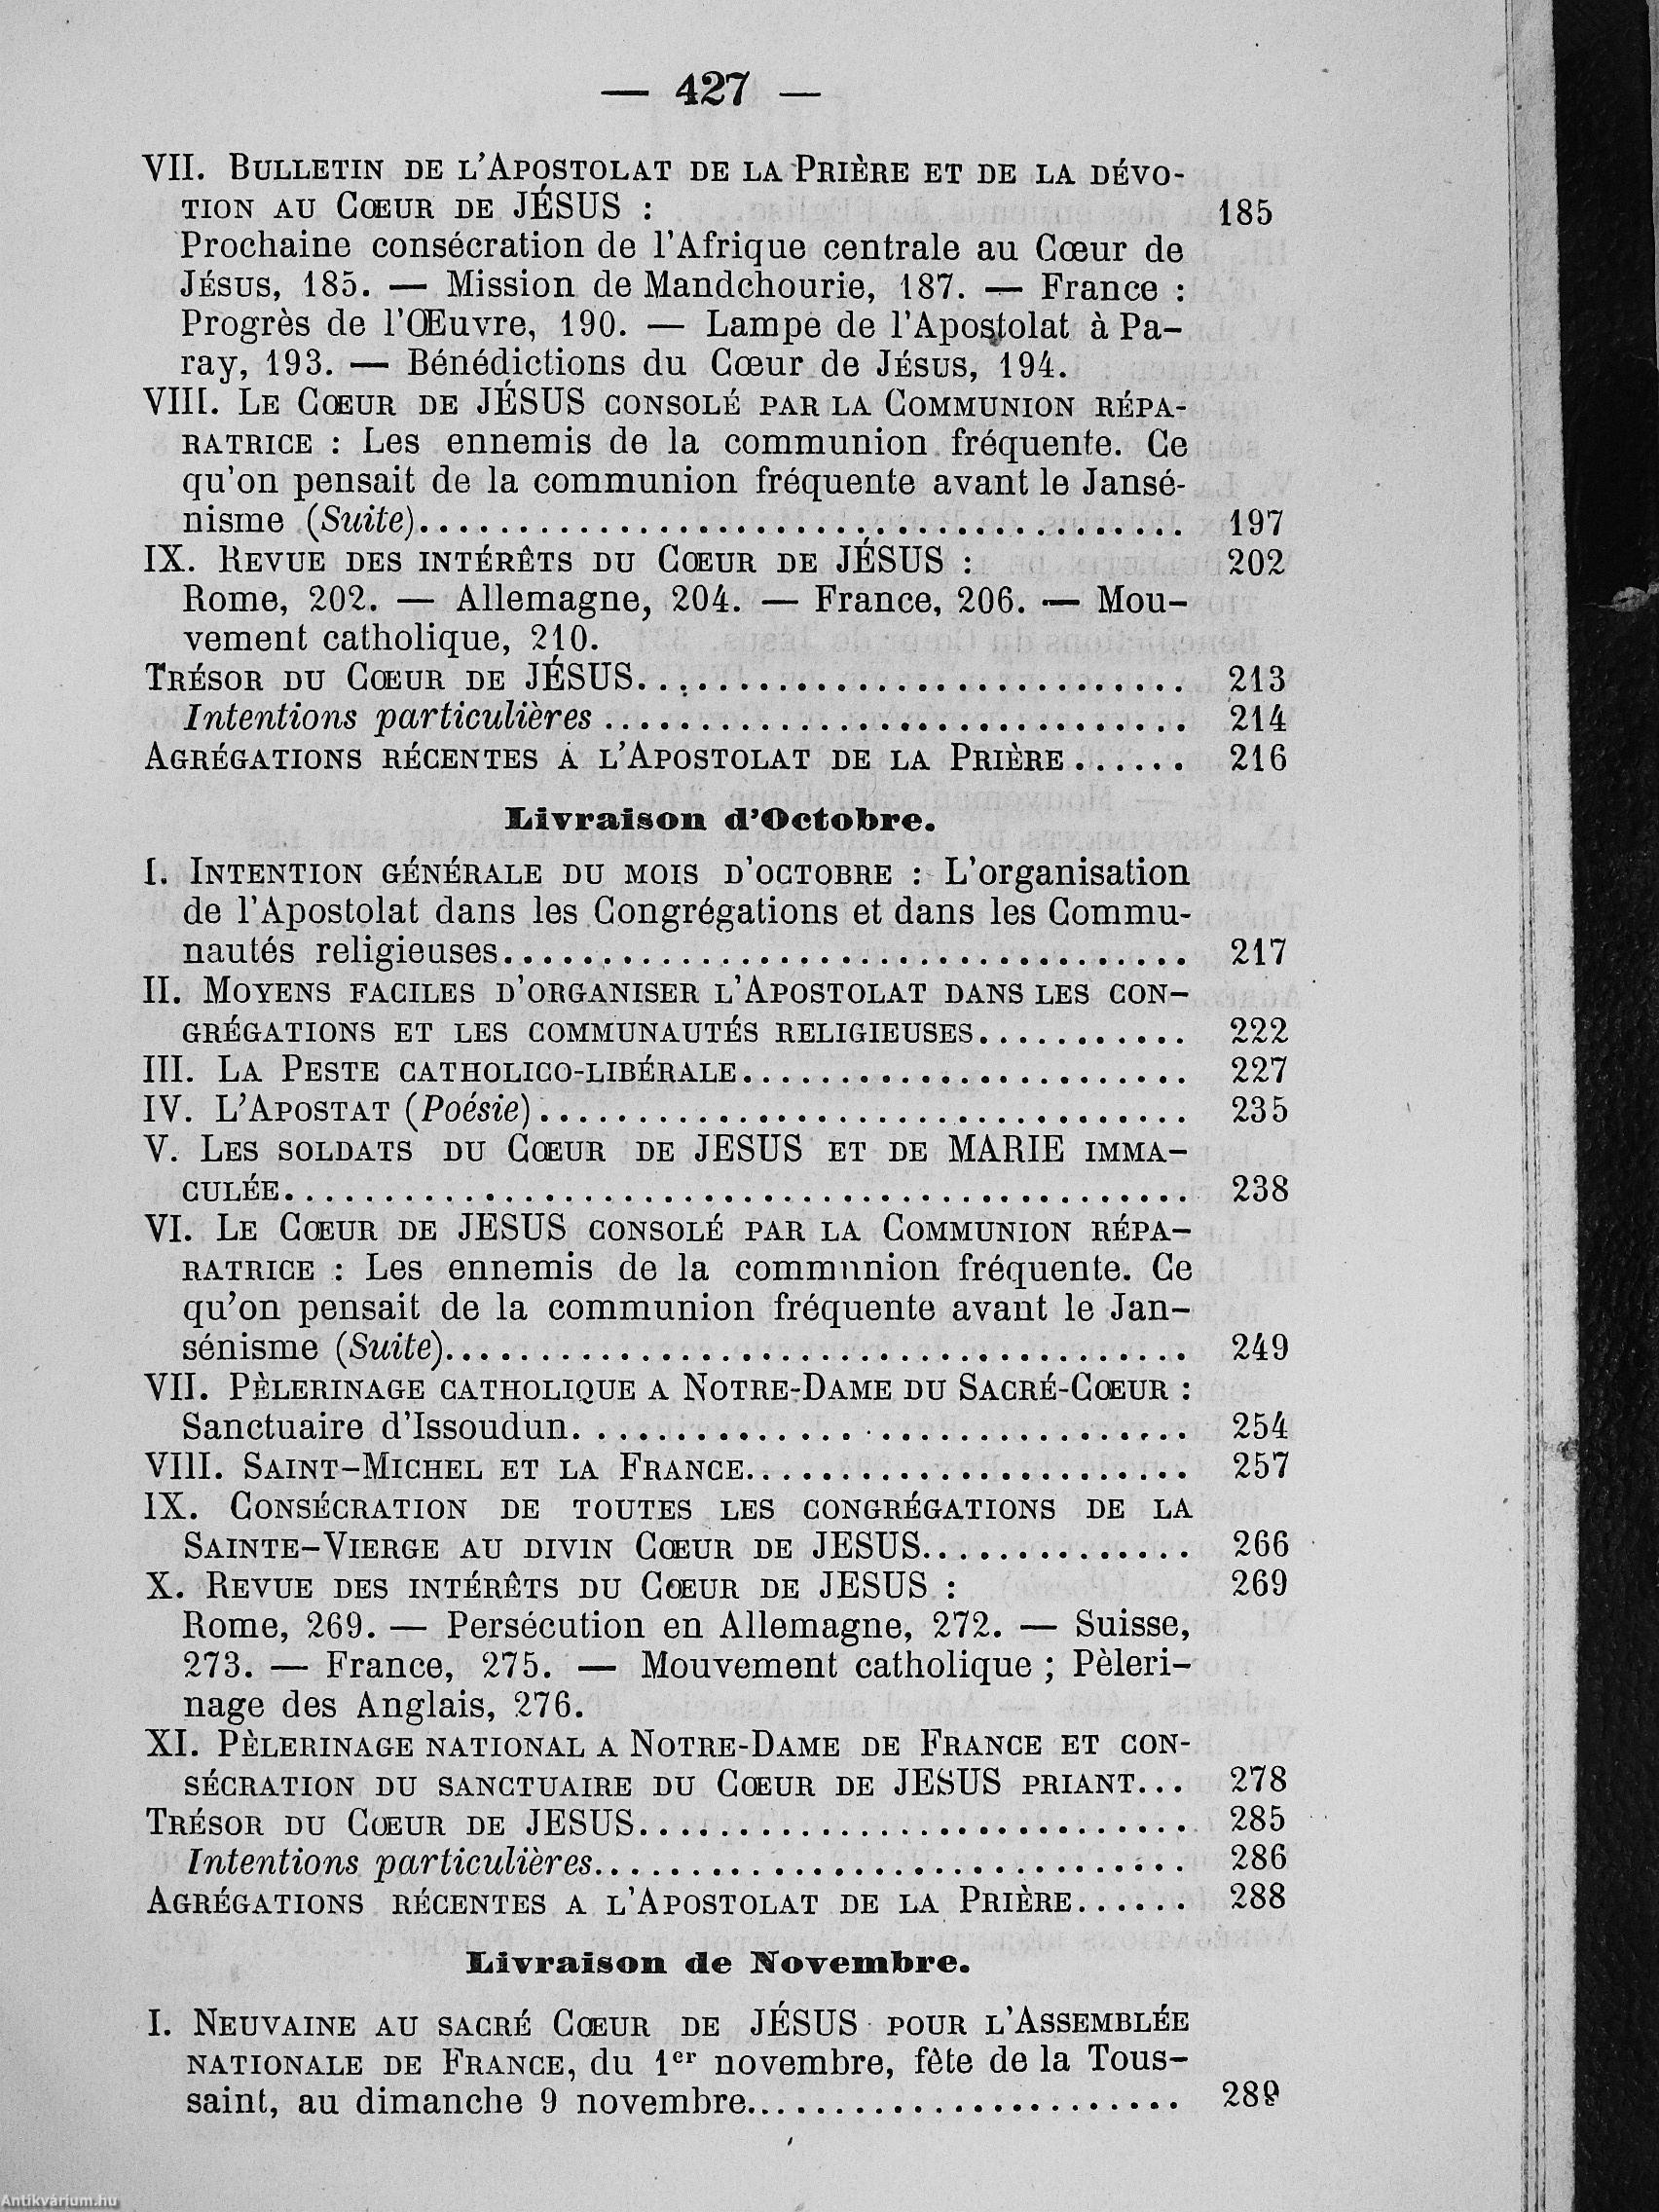 — 427 —
VII. BULLETIN DE L'APOSTOLAT DE LA PRIÈRE ET DE LA DÉVO-
TION AU CŒUR DE JÉSUS : 185
Prochaine consécration de l'Afrique centrale au Cœur de
JÉSUS, 185. — Mission de Mandchourie, 187. — France :
Progrès de l'Œuvre, 190. — Lampe de l'Apostolat à Pa-
ray, 193. — Bénédictions du Cœur de JÉSUS, 194.
VIII. LE CŒUR DE JÉSUS CONSOLÉ PAR LA COMMUNION RÉPA-
RATRICE : Les ennemis de la communion fréquente. Ce
qu'on pensait de la communion fréquente avant le Jansé-
nisme (Suite)........................................ 197
IX. REVUE DES INTÉRÊTS DU CŒUR DE JÉSUS : 202
Rome, 202. — Allemagne, 204. — France, 206. — Mou-
vement catholique, 210.
TRÉSOR DU CŒUR DE JÉSUS............................ 213
Intentions particulières .............................. 214
AGRÉGATIONS RÉCENTES À L'APOSTOLAT DE LA PRIÈRE...... 216
Livraison d'Octobre.
I. INTENTION GÉNÉRALE DU MOIS D'OCTOBRE : L'organisation
de l'Apostolat dans les Congrégations et dans les Commu-
nautés religieuses................................... 217
II. MOYENS FACILES D'ORGANISER L'APOSTOLAT DANS LES CON-
GRÉGATIONS ET LES COMMUNAUTÉS RELIGIEUSES........... 222
III. LA PESTE CATHOLICO-LIBÉRALE....................... 227
IV. L'APOSTAT (Poésie)................................. 235
V. LES SOLDATS DU CŒUR DE JESUS ET DE MARIE IMMA-
CULÉE............................................... 238
VI. LE CŒUR DE JESUS CONSOLÉ PAR LA COMMUNION RÉPA-
RATRICE : Les ennemis de la commnnion fréquente. Ce
qu'on pensait de la communion fréquente avant le Jan-
sénisme (Suite)...................................... 249
VII. PÈLERINAGE CATHOLIQUE A NOTRE-DAME DU SACRÉ-CŒUR :
Sanctuaire d'Issoudun................................ 254
VIII. SAINT-MICHEL ET LA FRANCE....................... 257
IX. CONSÉCRATION DE TOUTES LES CONGRÉGATIONS DE LA
SAINTE-VIERGE AU DIVIN CŒUR DE JESUS.............. 266
X. REVUE DES INTÉRÊTS DU CŒUR DE JESUS : 269
Rome, 269. — Persécution en Allemagne, 272. — Suisse,
273. — France, 275. — Mouvement catholique ; Pèleri-
nage des Anglais, 276.
XI. PÈLERINAGE NATIONAL A NOTRE-DAME DE FRANCE ET CON-
SÉCRATION DU SANCTUAIRE DU CŒUR DE JESUS PRIANT... 278
TRÉSOR DU CŒUR DE JESUS............................ 285
Intentions particulières............................... 286
AGRÉGATIONS RÉCENTES A L'APOSTOLAT DE LA PRIÈRE...... 288
Livraison de Novembre.
I. NEUVAINE AU SACRÉ CŒUR DE JÉSUS POUR L'ASSEMBLÉE
NATIONALE DE FRANCE, du 1er novembre, fête de la Tous-
saint, au dimanche 9 novembre...................... 289
Antikvárium.hu